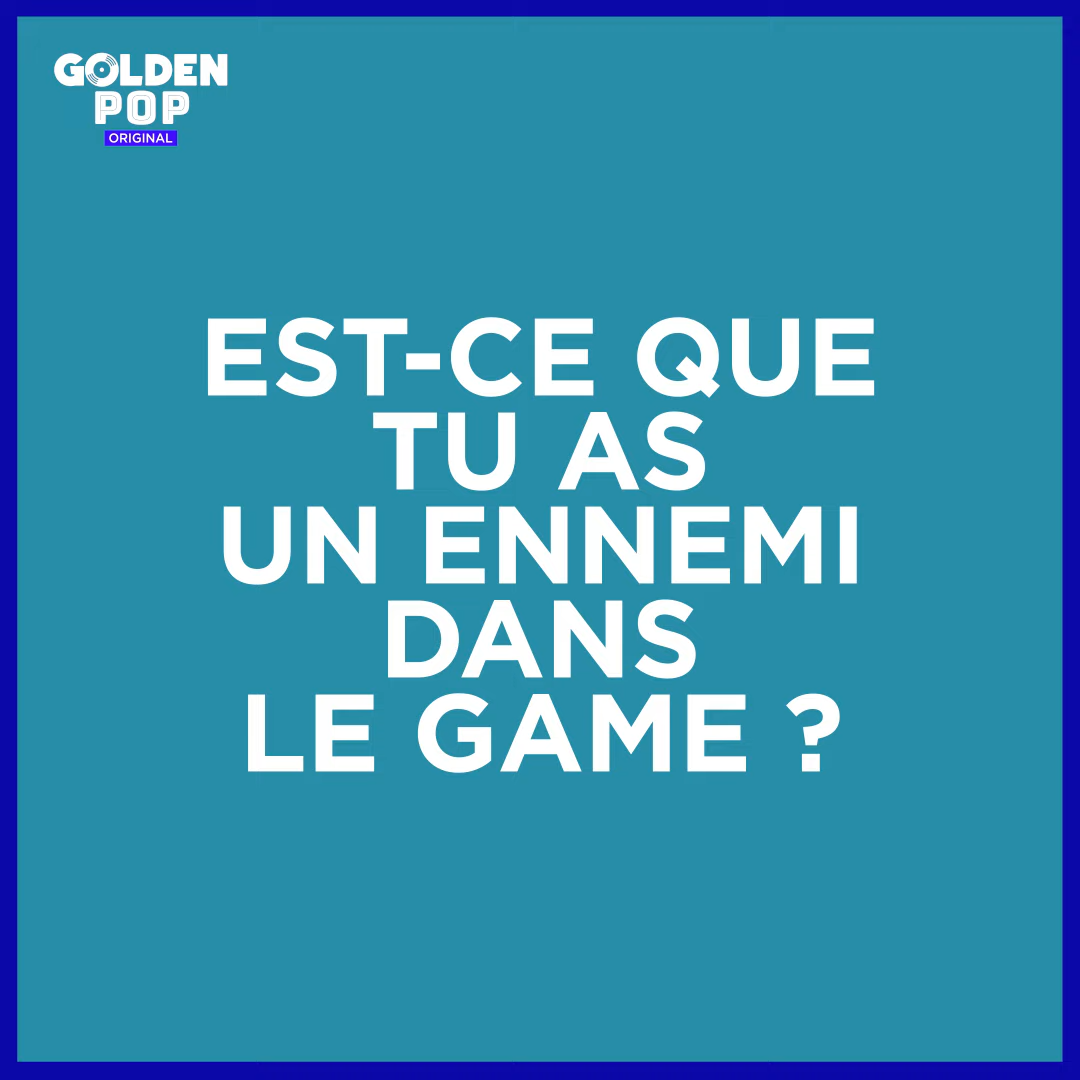 GOLDEN
POP
ORIGINAL
EST-CE QUE
TU AS
UN ENNEMI
DANS
LE GAME ?